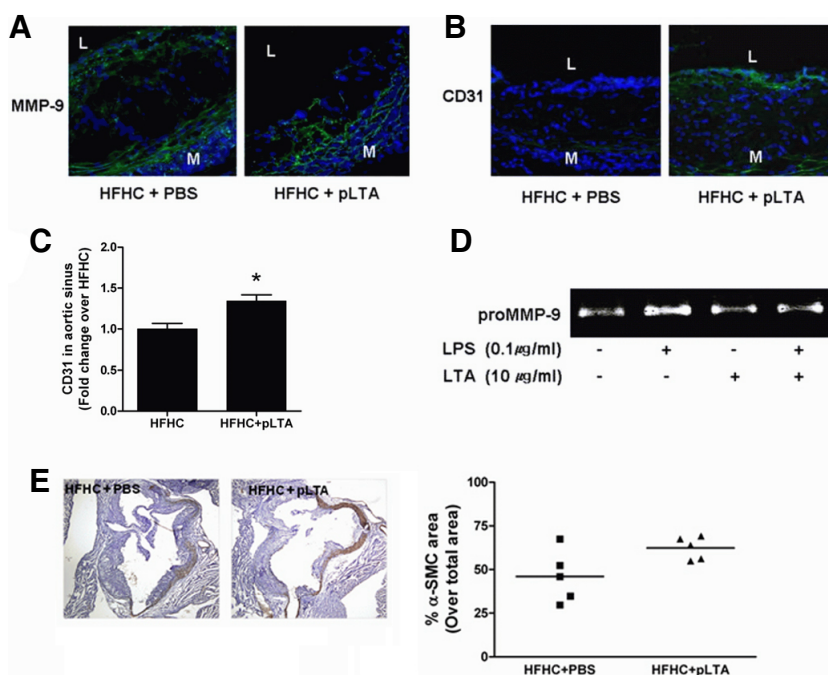 A
MMP-9
L
M
L
M
HFHC + PBS
HFHC + pLTA
B
CD31
L
M
L
M
HFHC + PBS
HFHC + pLTA
C
CD31 in aortic sinus
(Fold change over HFHC)
2.0
1.5
1.0
0.5
0.0
*
HFHC
HFHC+pLTA
D
proMMP-9
LPS (0.1㎍/ml) - + - +
LTA (10 ㎍/ml) - - + +
E
HFHC+PBS
HFHC+pLTA
% α-SMC area
(Over total area)
100
75
50
25
0
HFHC+PBS
HFHC+pLTA